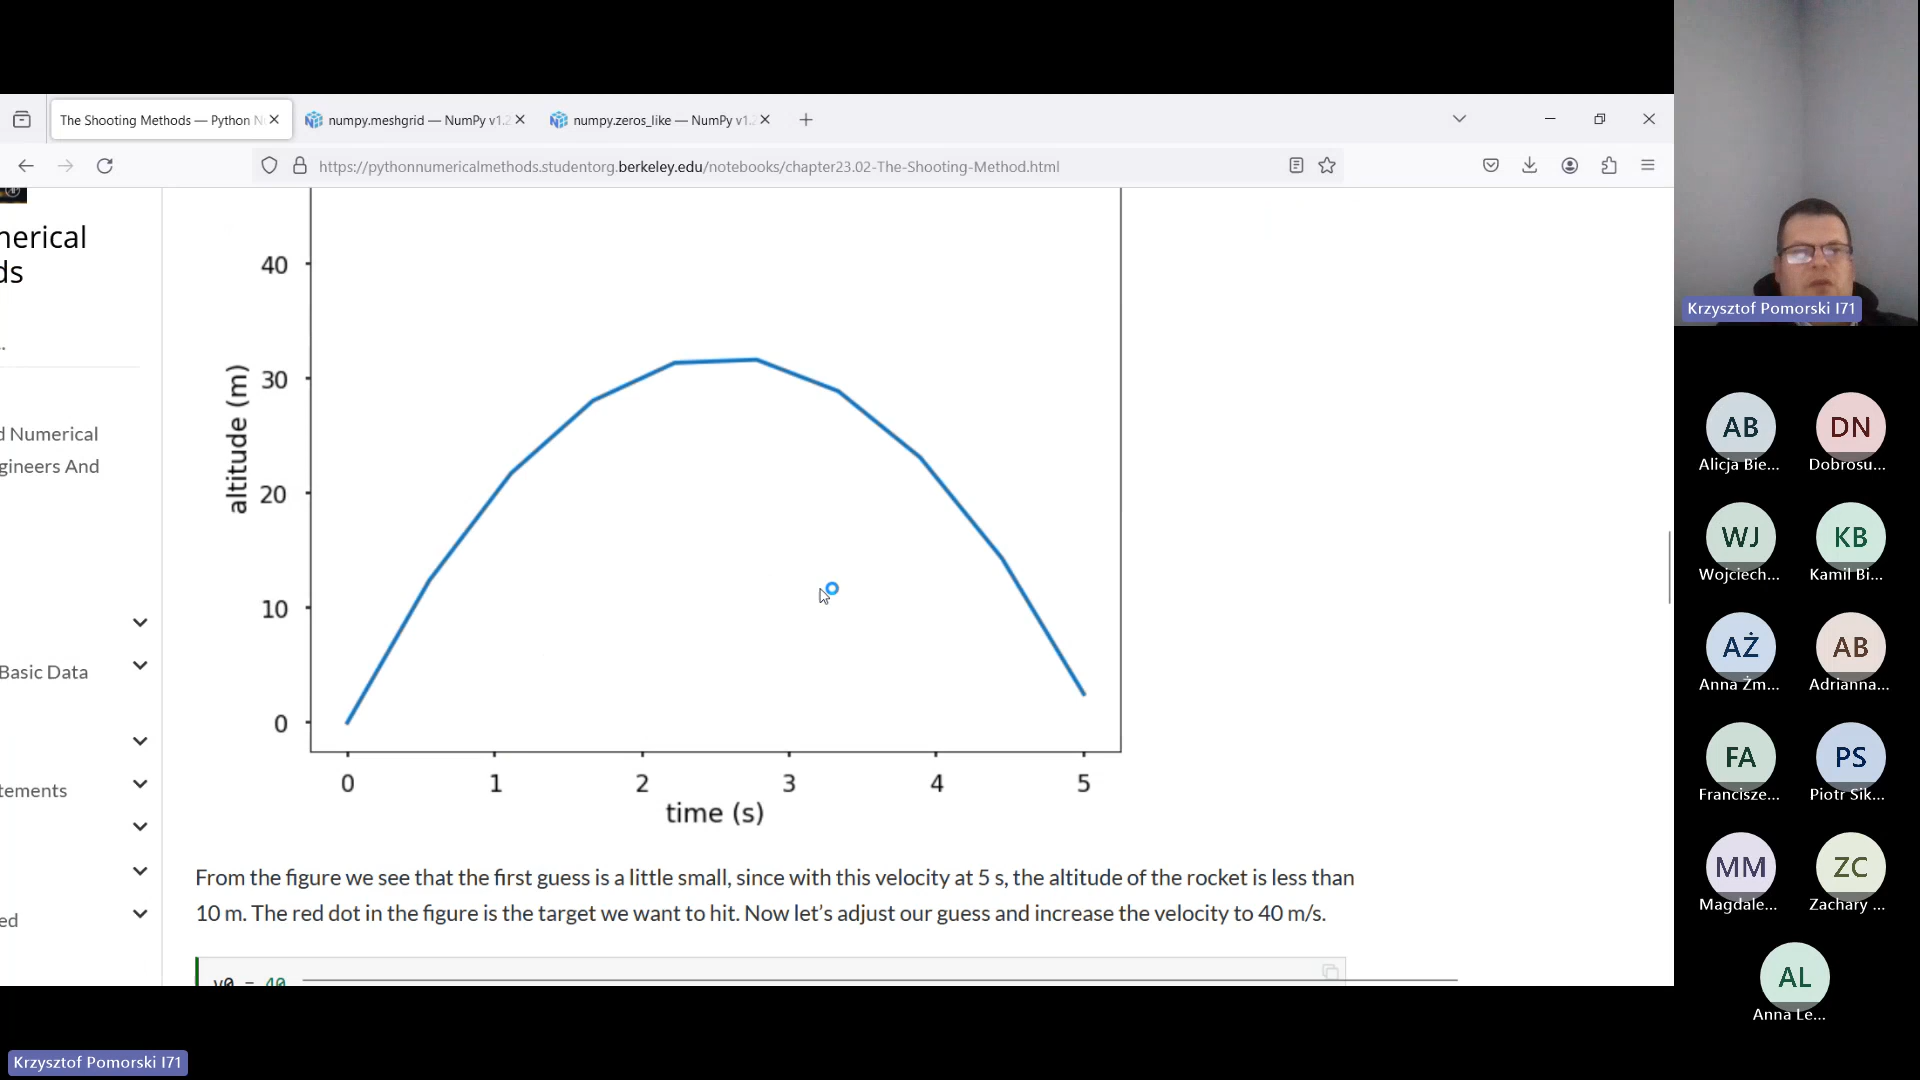 The Shooting Methods — Python N
numpy.meshgrid — NumPy v1.2
numpy.zeros_like — NumPy v1.2
https://pythonnumericalmethods.studentorg.berkeley.edu/notebooks/chapter23.02-The-Shooting-Method.html
nerical
ds
..
d Numerical
gineers And
Basic Data
tements
ed
40
30
20
10
0
altitude (m)
0 1 2 3 4 5
time (s)
From the figure we see that the first guess is a little small, since with this velocity at 5 s, the altitude of the rocket is less than
10 m. The red dot in the figure is the target we want to hit. Now let’s adjust our guess and increase the velocity to 40 m/s.
v0 = 40
Krzysztof Pomorski I71
AB DN
Alicja Bie... Dobrosu...
WJ KB
Wojciech... Kamil Bi...
AŻ AB
Anna Żm... Adrianna...
FA PS
Francisze... Piotr Sik...
MM ZC
Magdale... Zachary ...
AL
Anna Le...
Krzysztof Pomorski I71